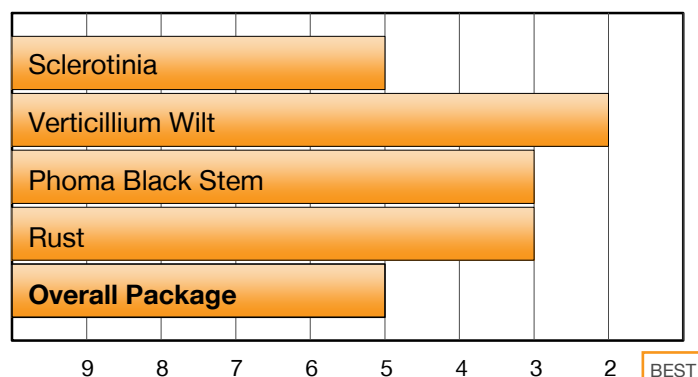 Sclerotinia
Verticillium Wilt
Phoma Black Stem
Rust
Overall Package
9 8 7 6 5 4 3 2 BEST